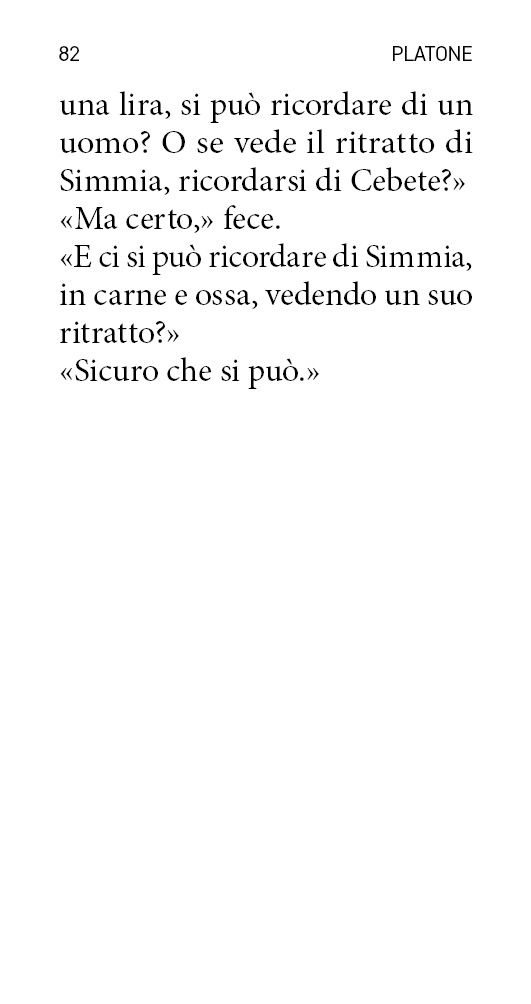 82 PLATONE
una lira, si può ricordare di un
uomo? O se vede il ritratto di
Simmia, ricordarsi di Cebete?»
«Ma certo,» fece.
«E ci si può ricordare di Simmia,
in carne e ossa, vedendo un suo
ritratto?»
«Sicuro che si può.»